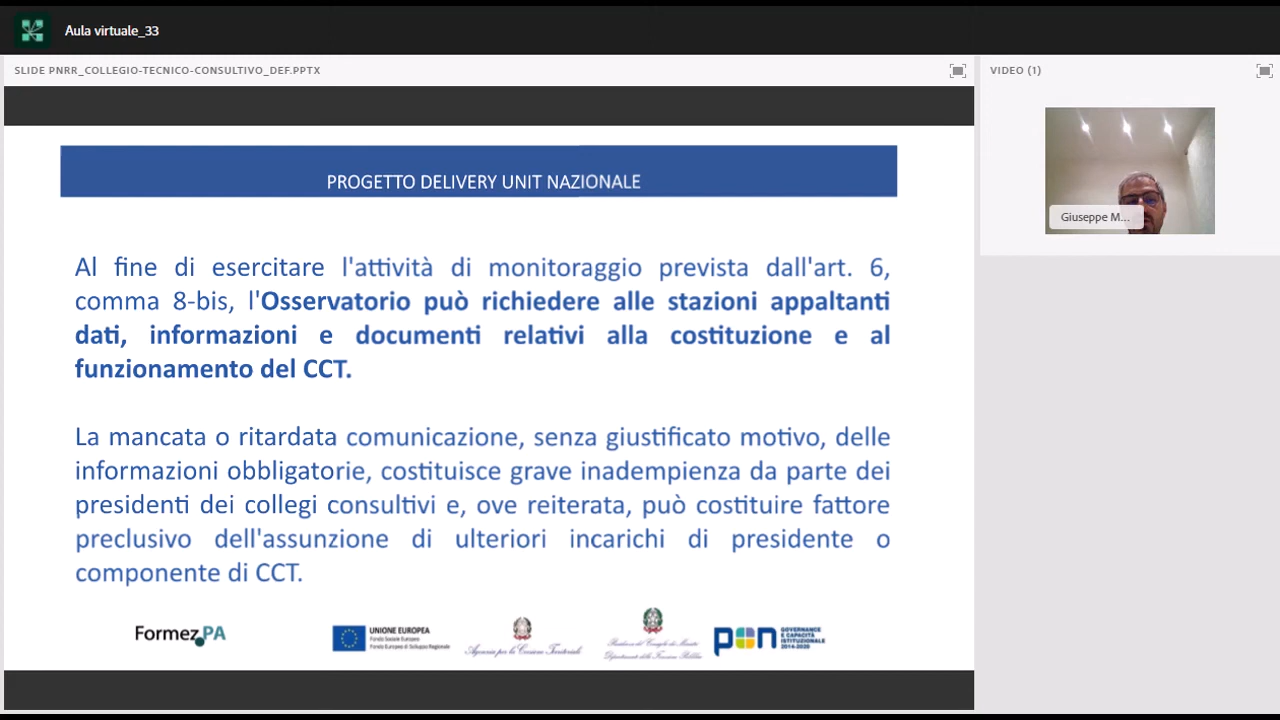 Aula virtuale_33
SLIDE PNRR_COLLEGIO-TECNICO-CONSULTIVO_DEF.PPTX
VIDEO (1)
PROGETTO DELIVERY UNIT NAZIONALE
Al fine di esercitare l'attività di monitoraggio prevista dall'art. 6,
comma 8-bis, l'Osservatorio può richiedere alle stazioni appaltanti
dati, informazioni e documenti relativi alla costituzione e al
funzionamento del CCT.
La mancata o ritardata comunicazione, senza giustificato motivo, delle
informazioni obbligatorie, costituisce grave inadempienza da parte dei
presidenti dei collegi consultivi e, ove reiterata, può costituire fattore
preclusivo dell'assunzione di ulteriori incarichi di presidente o
componente di CCT.
Giuseppe M...
Formez PA
UNIONE EUROPEA
Fondo Sociale Europeo
Fondo Europeo di Sviluppo Regionale
Agenzia per la Coesione Territoriale
Presidenza del Consiglio dei Ministri
Dipartimento della Funzione Pubblica
pon
GOVERNANCE
E CAPACITÀ
ISTITUZIONALE
2014-2020